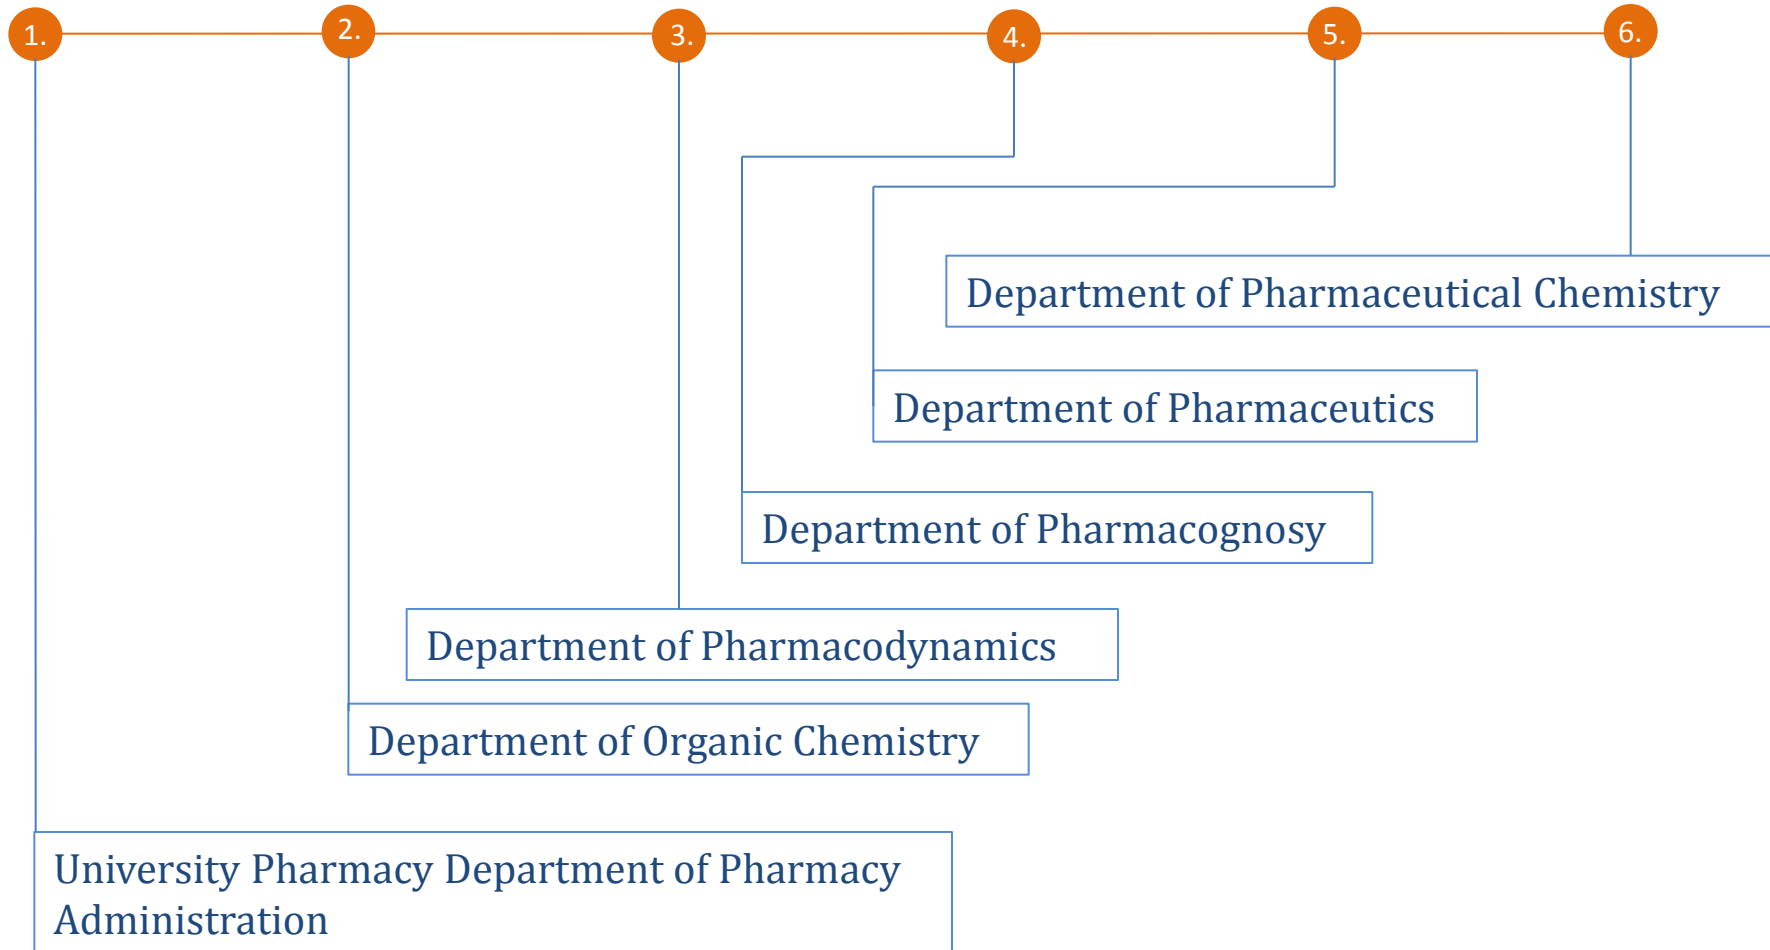 1.
2.
3.
4.
5.
6.
Department of Pharmaceutical Chemistry
Department of Pharmaceutics
Department of Pharmacognosy
Department of Pharmacodynamics
Department of Organic Chemistry
University Pharmacy Department of Pharmacy
Administration